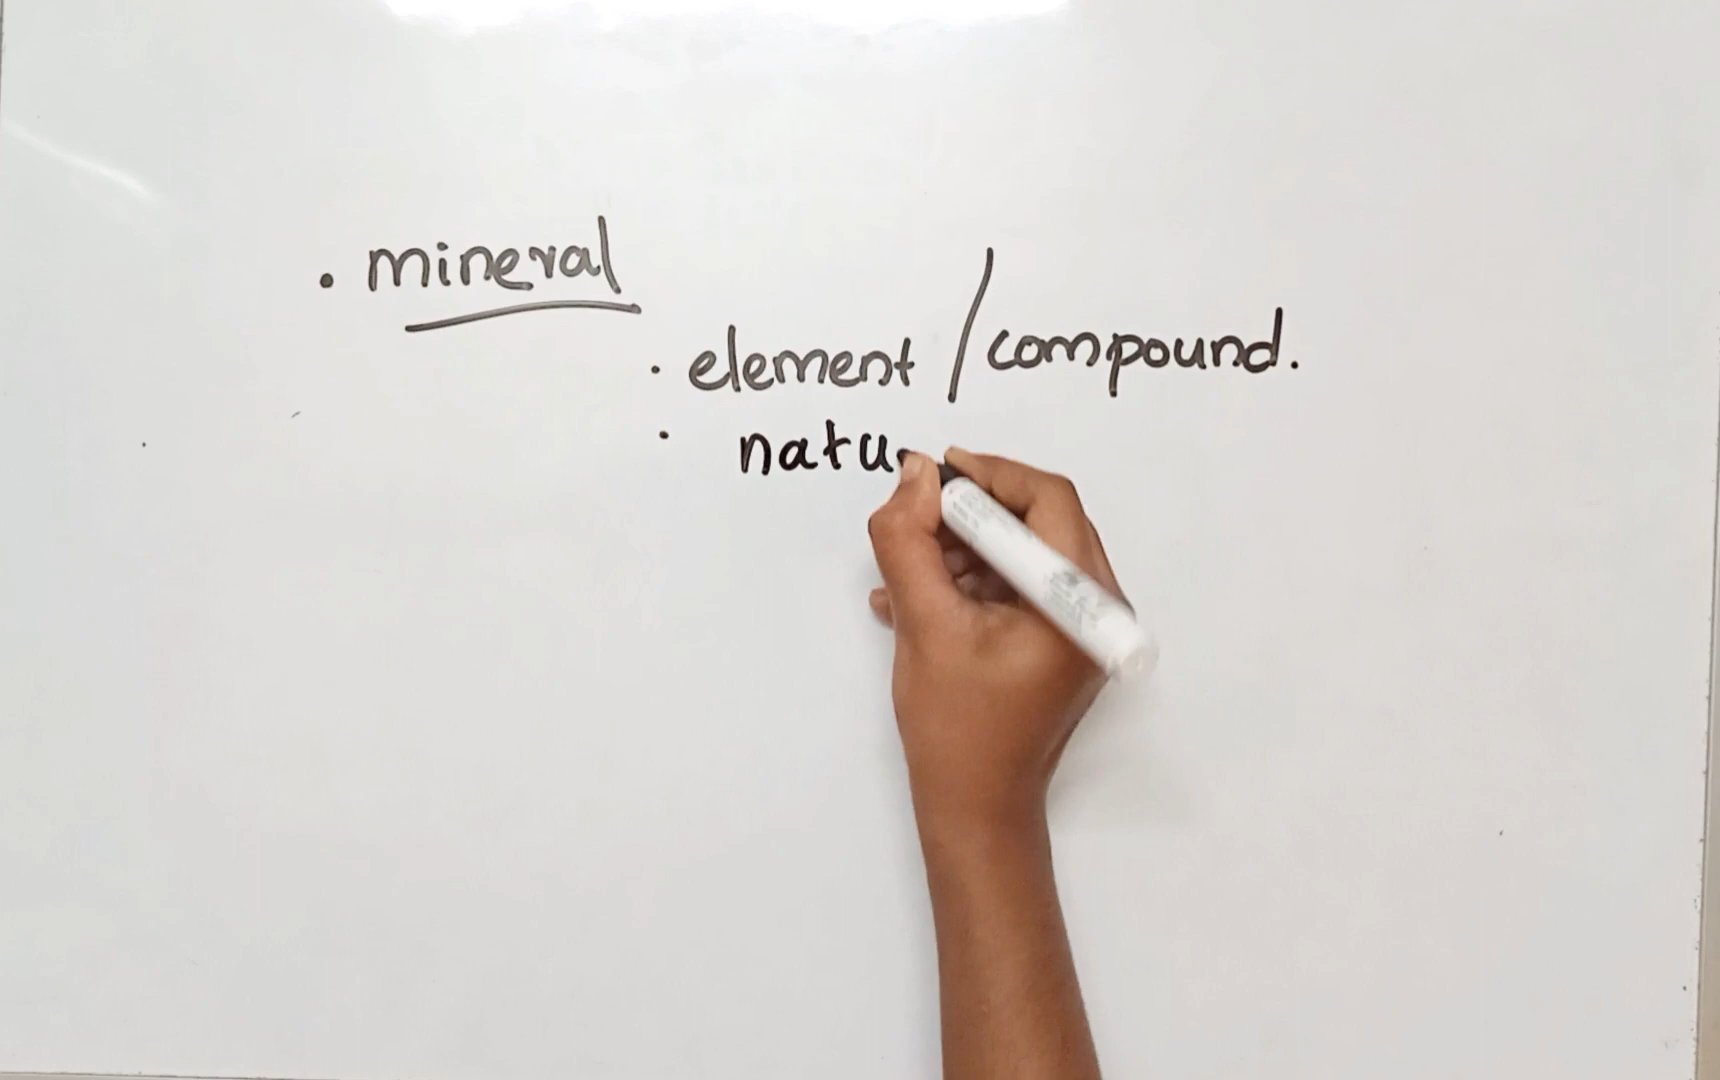 . mineral
. element / compound.
. natu